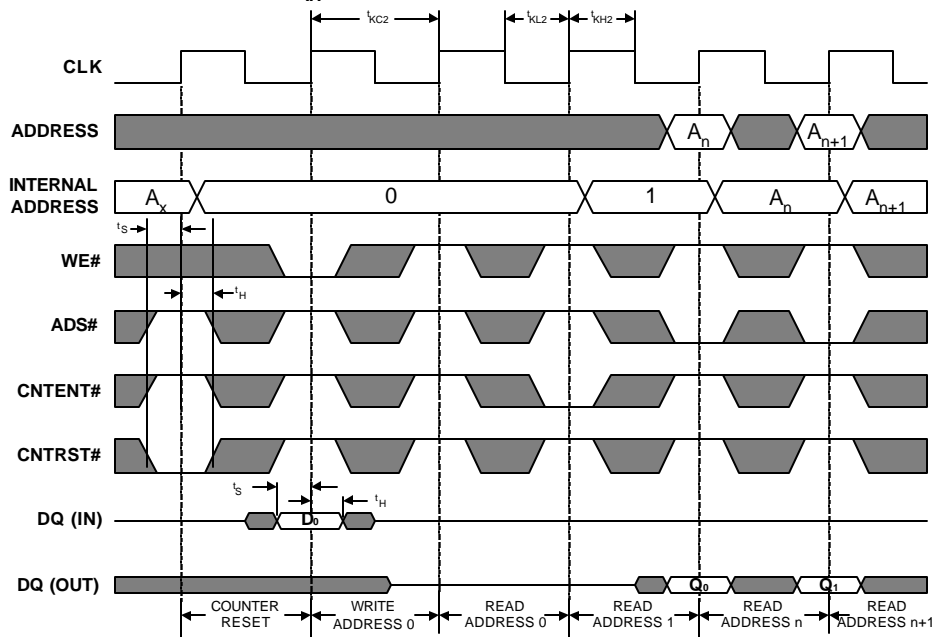 tKC2 tKL2 tKH2
CLK
ADDRESS An An+1
INTERNAL
ADDRESS Ax 0 1 An An+1
tS
WE#
tH
ADS#
CNTENT#
CNTRST#
tS tH
DQ (IN) D0
DQ (OUT) Q0 Q1
COUNTER RESET
WRITE ADDRESS 0
READ ADDRESS 0
READ ADDRESS 1
READ ADDRESS n
READ ADDRESS n+1